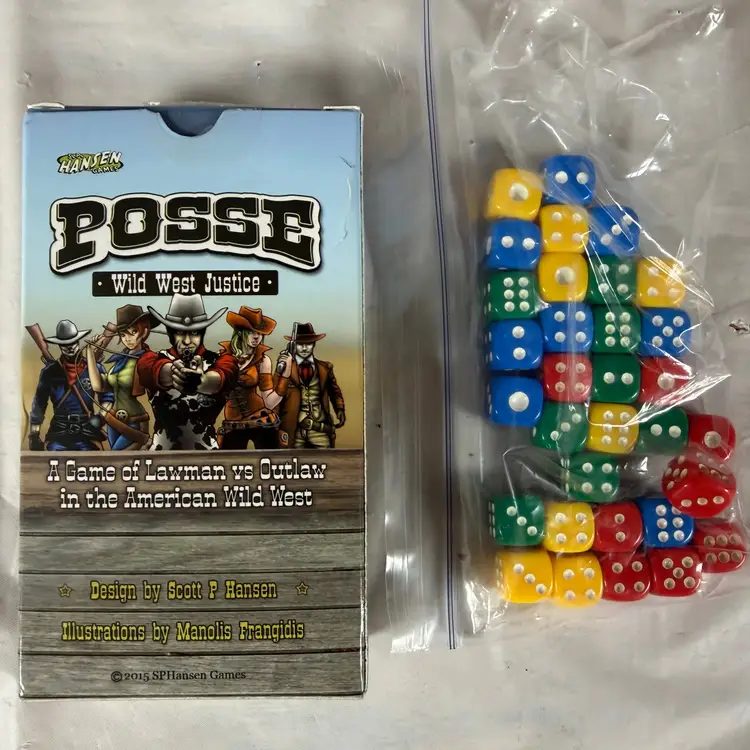 HANSEN
GAMES
POSSE
• Wild West Justice •
A Game of Lawman vs Outlaw
in the American Wild West
Design by Scott P Hansen
Illustrations by Manolis Frangidis
©2015 SPHansen Games